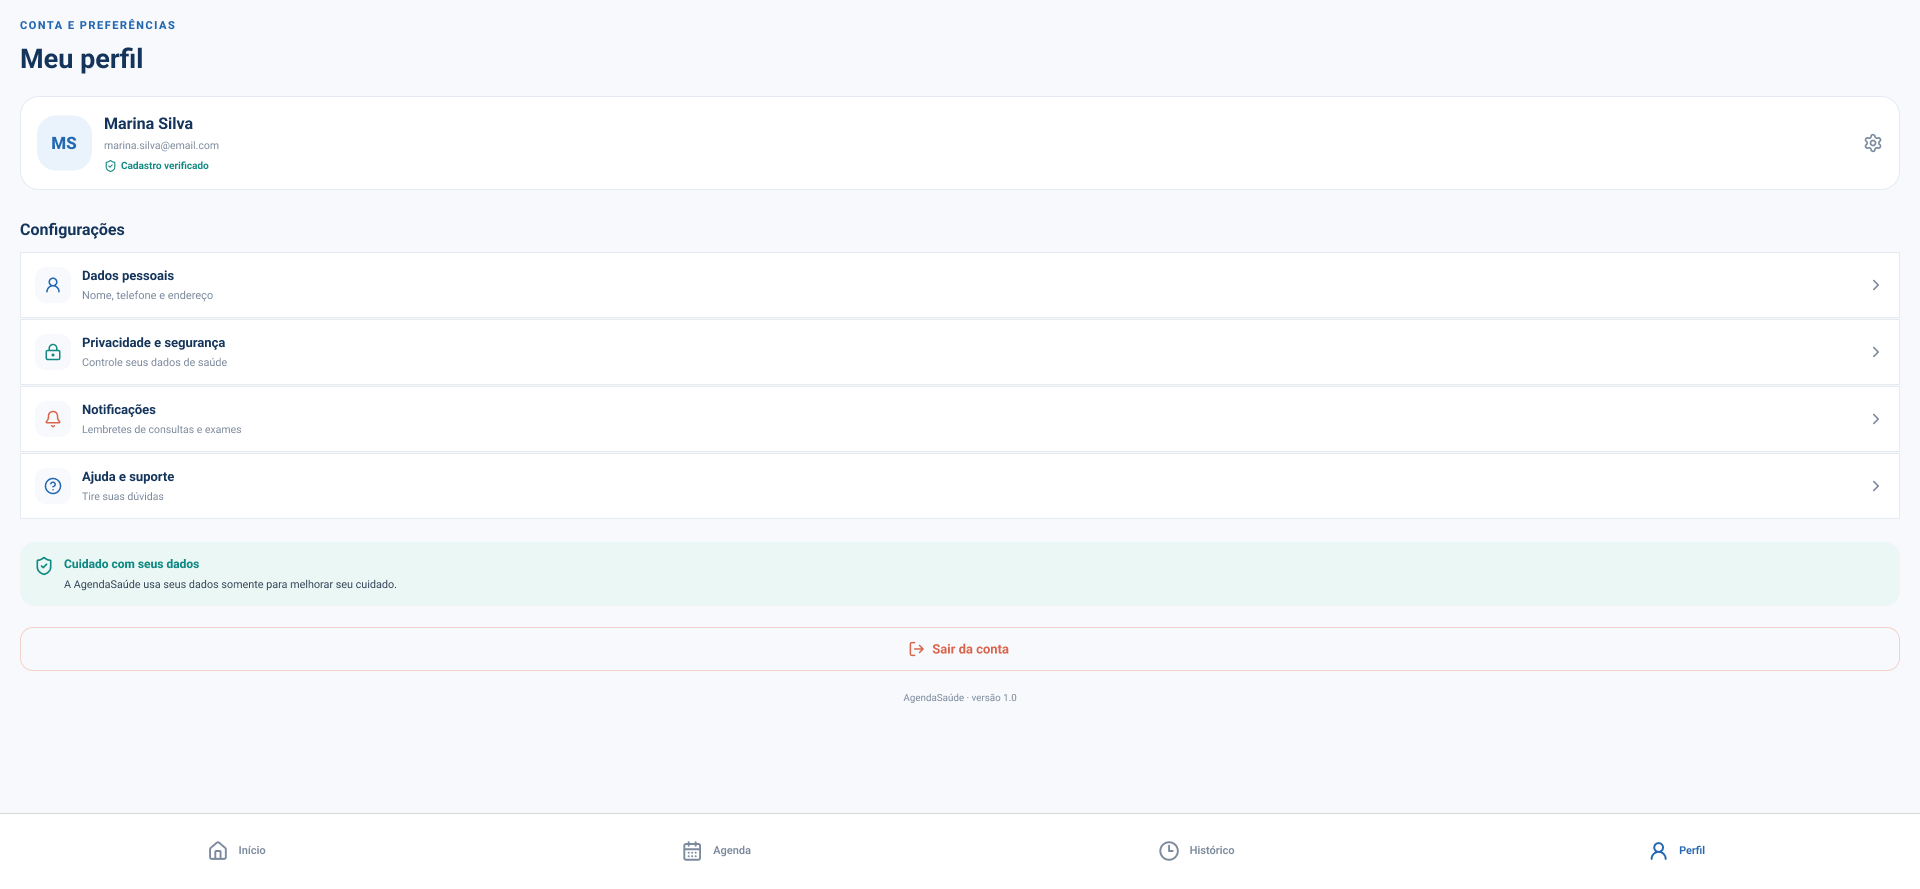 CONTA E PREFERÊNCIAS
Meu perfil
MS
Marina Silva
marina.silva@email.com
Cadastro verificado
Configurações
Dados pessoais
Nome, telefone e endereço
Privacidade e segurança
Controle seus dados de saúde
Notificações
Lembretes de consultas e exames
Ajuda e suporte
Tire suas dúvidas
Cuidado com seus dados
A AgendaSaúde usa seus dados somente para melhorar seu cuidado.
Sair da conta
AgendaSaúde · versão 1.0
Início
Agenda
Histórico
Perfil